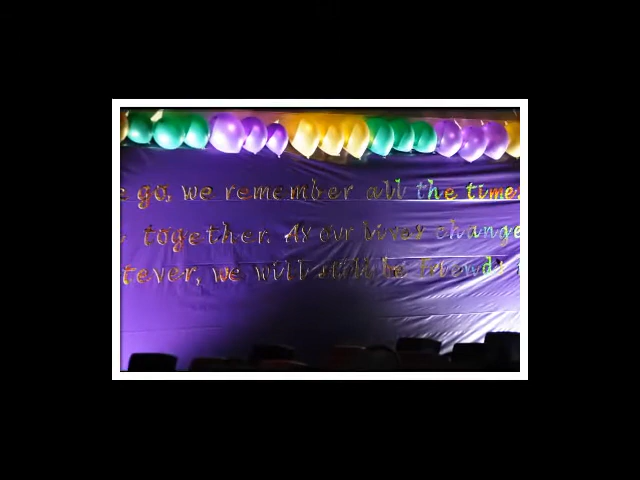 go, we remember all the time
together. As our lives change
tever, we will still be friends